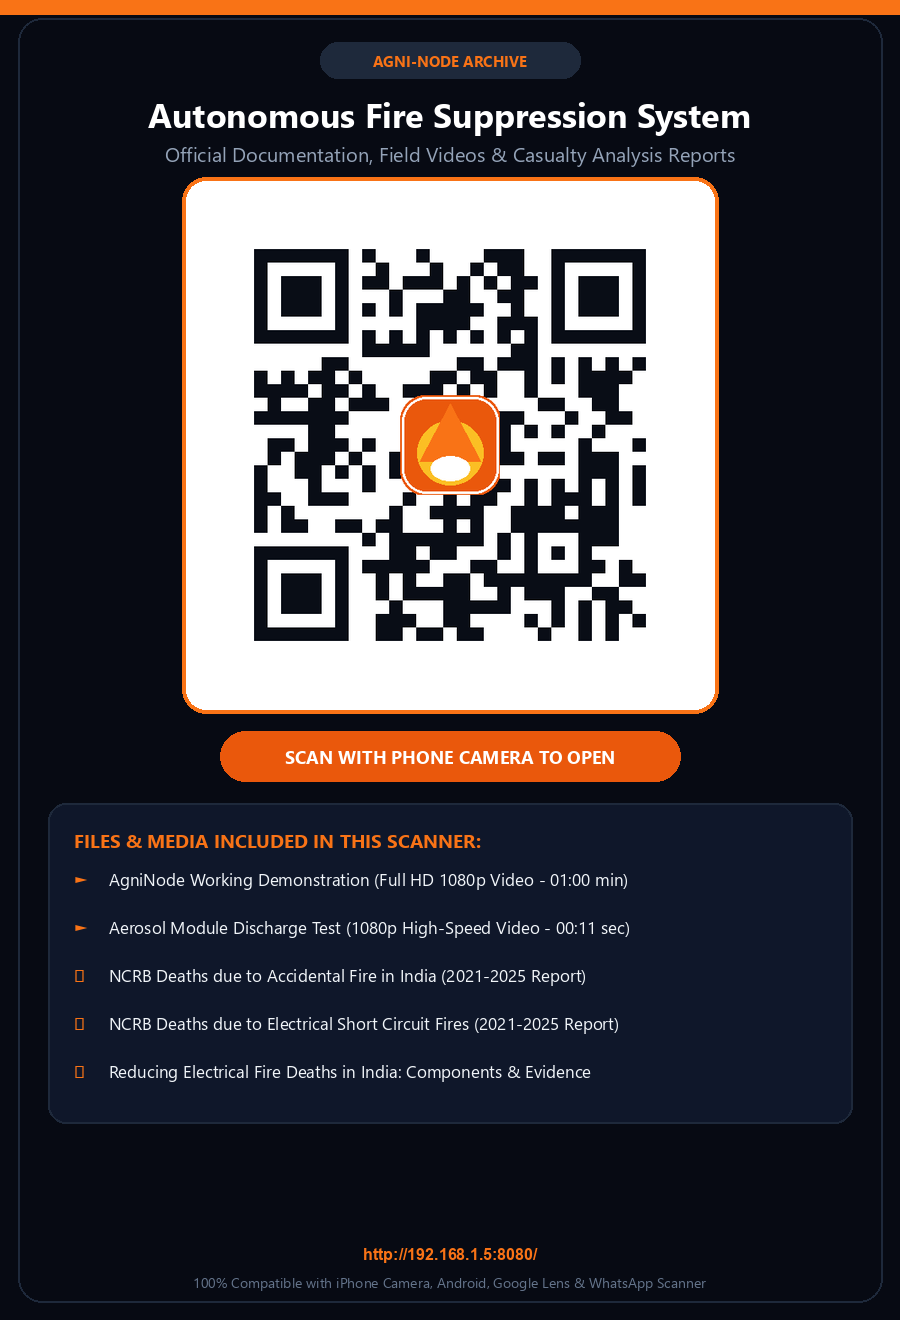 AGNI-NODE ARCHIVE
Autonomous Fire Suppression System
Official Documentation, Field Videos & Casualty Analysis Reports
SCAN WITH PHONE CAMERA TO OPEN
FILES & MEDIA INCLUDED IN THIS SCANNER:
► AgniNode Working Demonstration (Full HD 1080p Video - 01:00 min)
► Aerosol Module Discharge Test (1080p High-Speed Video - 00:11 sec)
NCRB Deaths due to Accidental Fire in India (2021-2025 Report)
NCRB Deaths due to Electrical Short Circuit Fires (2021-2025 Report)
Reducing Electrical Fire Deaths in India: Components & Evidence
http://192.168.1.5:8080/
100% Compatible with iPhone Camera, Android, Google Lens & WhatsApp Scanner